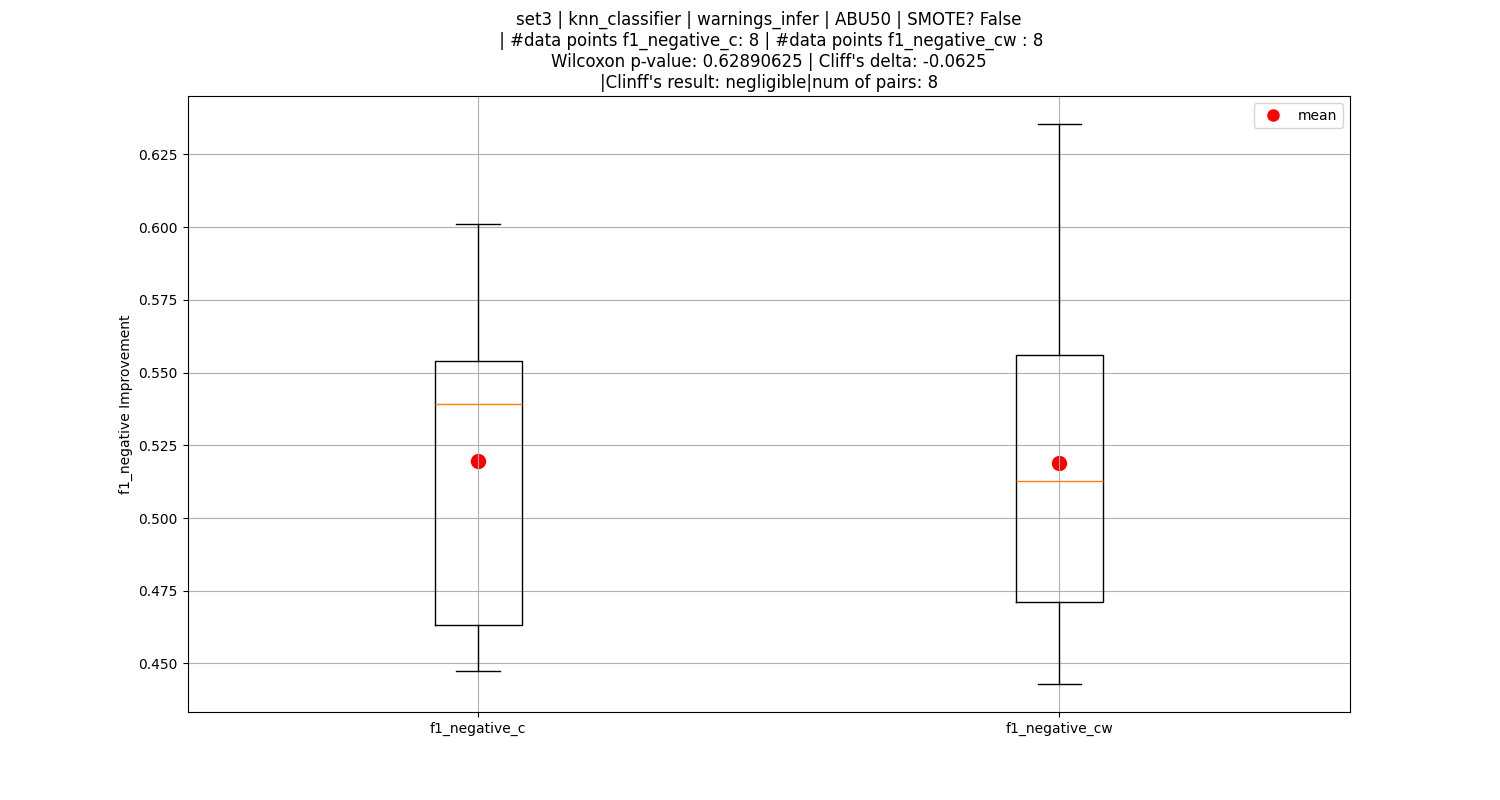 set3 | knn_classifier | warnings_infer | ABU50 | SMOTE? False
| #data points f1_negative_c: 8 | #data points f1_negative_cw : 8
Wilcoxon p-value: 0.62890625 | Cliff's delta: -0.0625
|Clinff's result: negligible|num of pairs: 8
mean
0.625
0.600
0.575
0.550
0.525
0.500
0.475
0.450
f1_negative Improvement
f1_negative_c
f1_negative_cw